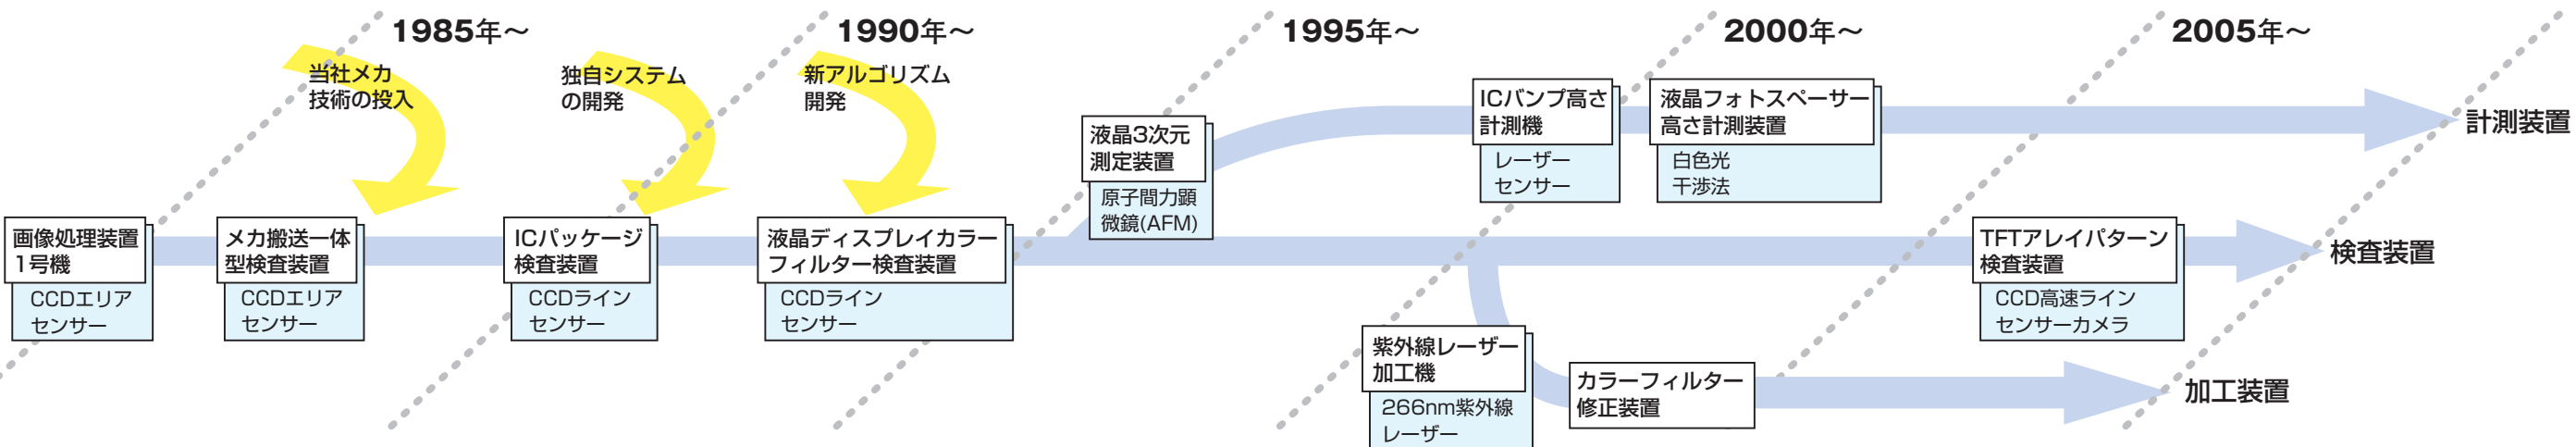 1985年～
1990年～
1995年～
2000年～
2005年～
当社メカ
技術の投入
独自システム
の開発
新アルゴリズム
開発
液晶3次元
測定装置
原子間力顕
微鏡(AFM)
ICバンプ高さ
計測機
レーザー
センサー
液晶フォトスペーサー
高さ計測装置
白色光
干渉法
計測装置
画像処理装置
1号機
CCDエリア
センサー
メカ搬送一体
型検査装置
CCDエリア
センサー
ICパッケージ
検査装置
CCDライン
センサー
液晶ディスプレイカラー
フィルター検査装置
CCDライン
センサー
TFTアレイパターン
検査装置
CCD高速ライン
センサーカメラ
検査装置
紫外線レーザー
加工機
266nm紫外線
レーザー
カラーフィルター
修正装置
加工装置